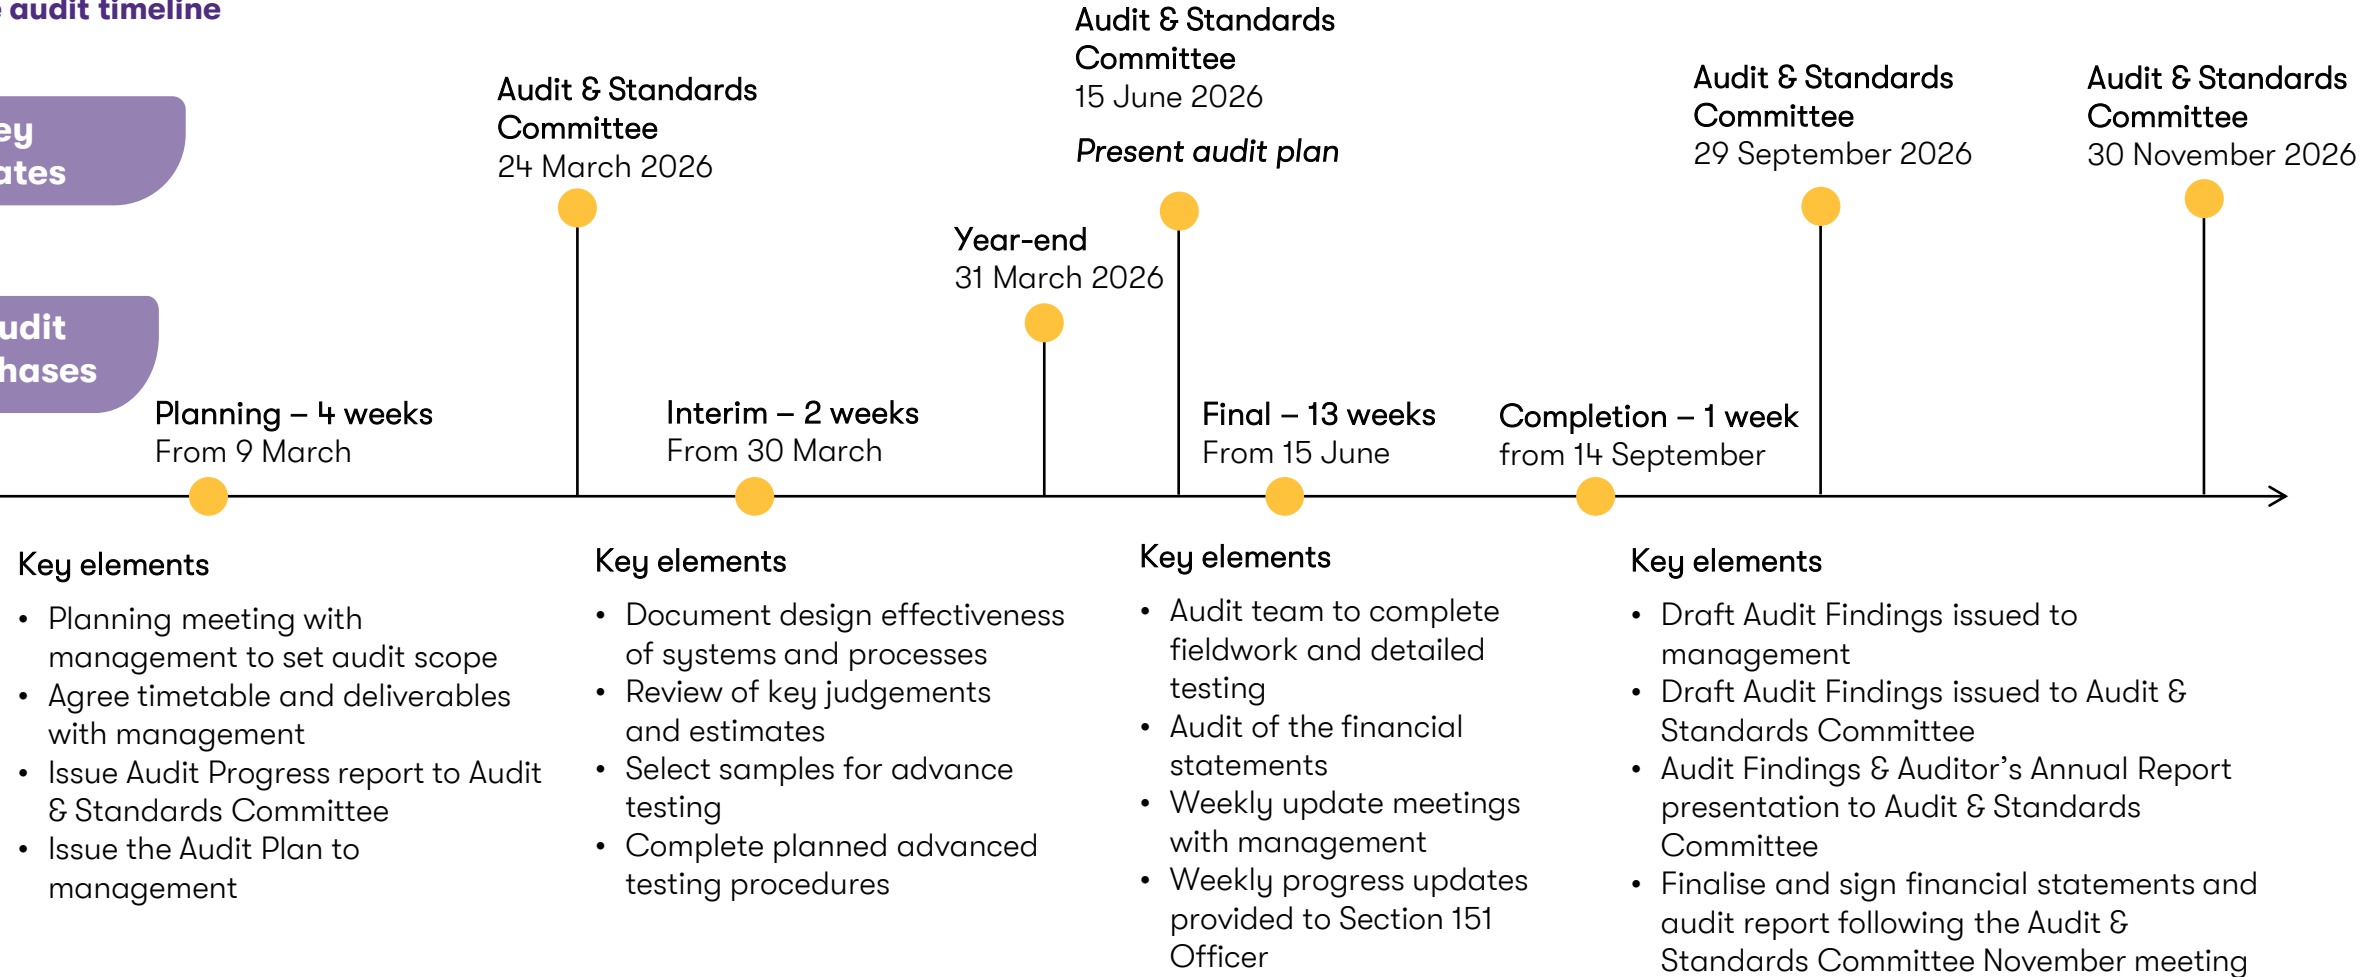 audit timeline
Audit & Standards
Committee
24 March 2026
Year-end
31 March 2026
Audit & Standards
Committee
15 June 2026
Present audit plan
Audit & Standards
Committee
29 September 2026
Audit & Standards
Committee
30 November 2026
Planning – 4 weeks
From 9 March
Interim – 2 weeks
From 30 March
Final – 13 weeks
From 15 June
Completion – 1 week
from 14 September
Key elements
• Planning meeting with
management to set audit scope
• Agree timetable and deliverables
with management
• Issue Audit Progress report to Audit
& Standards Committee
• Issue the Audit Plan to
management
Key elements
• Document design effectiveness
of systems and processes
• Review of key judgements
and estimates
• Select samples for advance
testing
• Complete planned advanced
testing procedures
Key elements
• Audit team to complete
fieldwork and detailed
testing
• Audit of the financial
statements
• Weekly update meetings
with management
• Weekly progress updates
provided to Section 151
Officer
Key elements
• Draft Audit Findings issued to
management
• Draft Audit Findings issued to Audit &
Standards Committee
• Audit Findings & Auditor’s Annual Report
presentation to Audit & Standards
Committee
• Finalise and sign financial statements and
audit report following the Audit &
Standards Committee November meeting